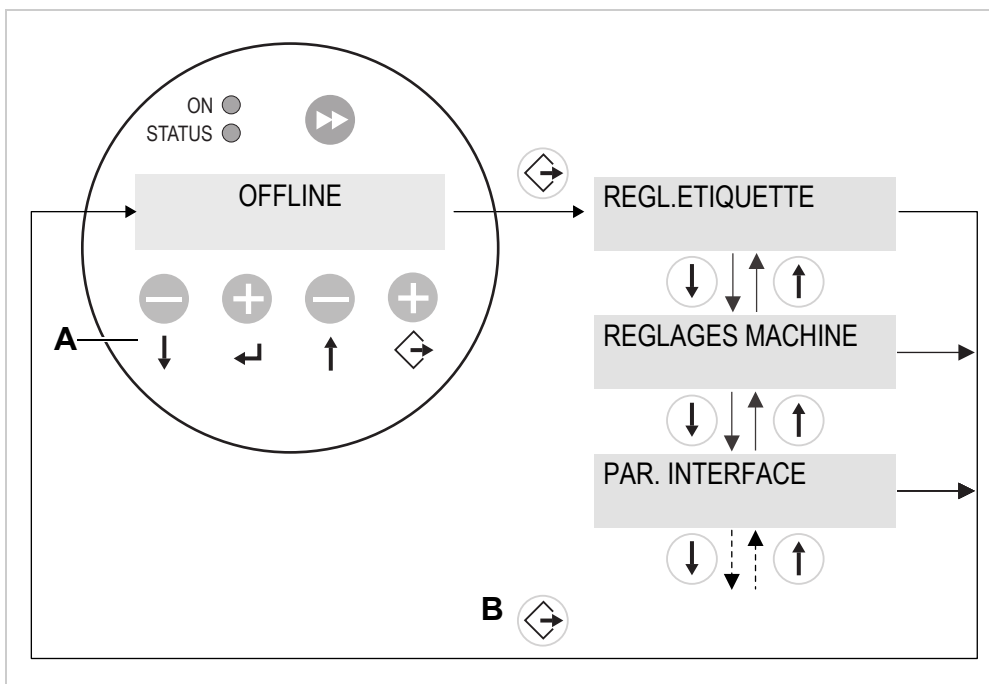 ON
STATUS
OFFLINE
A
REGL.ETIQUETTE
REGLAGES MACHINE
PAR. INTERFACE
B